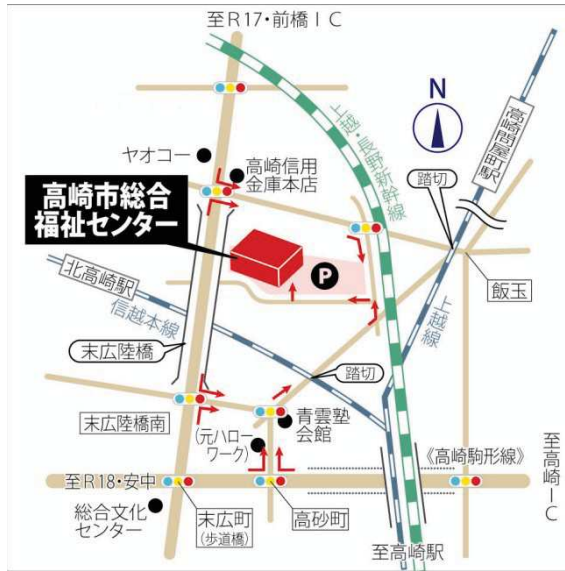 至R17・前橋IC
N
上越・長野新幹線
高崎問屋町駅
ヤオコー
高崎信用
金庫本店
踏切
高崎市総合
福祉センター
P
北高崎駅
信越本線
上越線
飯玉
末広陸橋
踏切
末広陸橋南
青雲塾
会館
(元ハロー
ワーク)
《高崎駒形線》
至高崎IC
至R18・安中
総合文化
センター
末広町
(歩道橋)
高砂町
至高崎駅